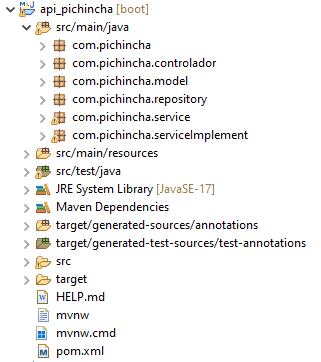 api_pichincha [boot]
src/main/java
com.pichincha
com.pichincha.controlador
com.pichincha.model
com.pichincha.repository
com.pichincha.service
com.pichincha.serviceImplement
src/main/resources
src/test/java
JRE System Library [JavaSE-17]
Maven Dependencies
target/generated-sources/annotations
target/generated-test-sources/test-annotations
src
target
HELP.md
mvnw
mvnw.cmd
pom.xml